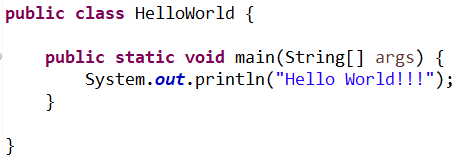 public class HelloWorld {
    public static void main(String[] args) {
        System.out.println("Hello World!!!");
    }
}